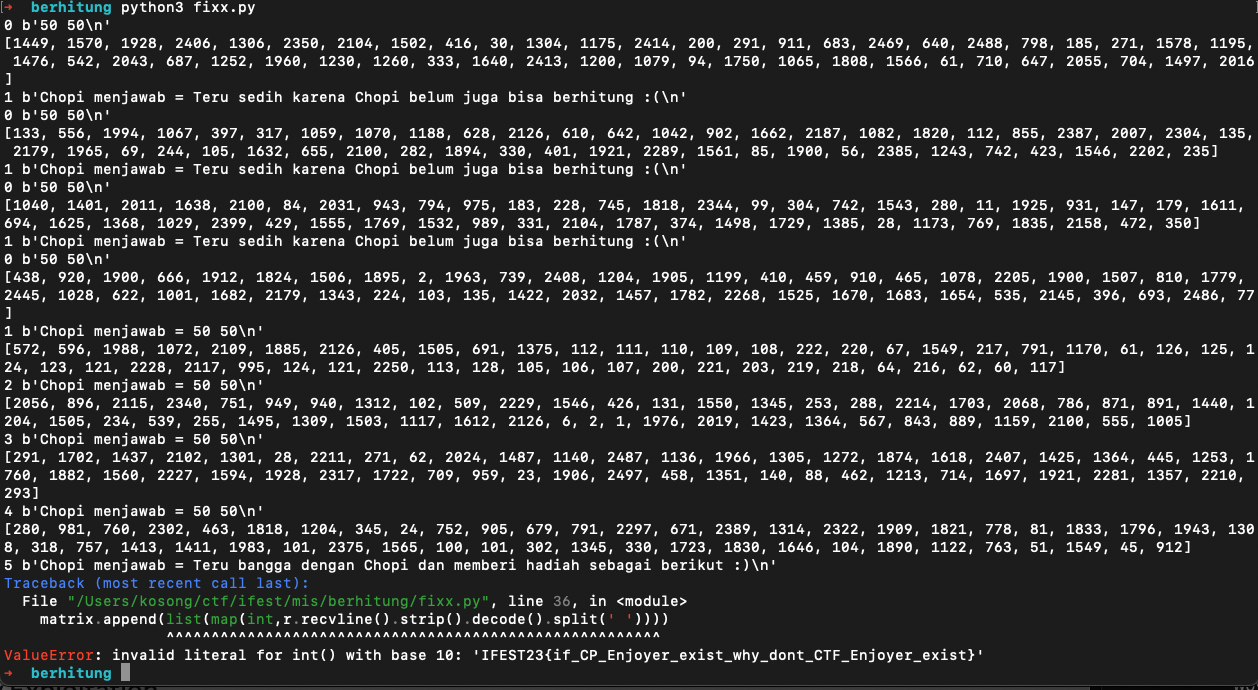 → berhitung python3 fixx.py
0 b'50 50\n'
[1449, 1570, 1928, 2406, 1306, 2350, 2104, 1502, 416, 30, 1304, 1175, 2414, 200, 291, 911, 683, 2469, 640, 2488, 798, 185, 271, 1578, 1195,
1476, 542, 2043, 687, 1252, 1960, 1230, 1260, 333, 1640, 2413, 1200, 1079, 94, 1750, 1065, 1808, 1566, 61, 710, 647, 2055, 704, 1497, 2016
]
1 b'Chopi menjawab = Teru sedih karena Chopi belum juga bisa berhitung :(\n'
0 b'50 50\n'
[133, 556, 1994, 1067, 397, 317, 1059, 1070, 1188, 628, 2126, 610, 642, 1042, 902, 1662, 2187, 1082, 1820, 112, 855, 2387, 2007, 2304, 135,
2179, 1965, 69, 244, 105, 1632, 655, 2100, 282, 1894, 330, 401, 1921, 2289, 1561, 85, 1900, 56, 2385, 1243, 742, 423, 1546, 2202, 235]
1 b'Chopi menjawab = Teru sedih karena Chopi belum juga bisa berhitung :(\n'
0 b'50 50\n'
[1040, 1401, 2011, 1638, 2100, 84, 2031, 943, 794, 975, 183, 228, 745, 1818, 2344, 99, 304, 742, 1543, 280, 11, 1925, 931, 147, 179, 1611,
694, 1625, 1368, 1029, 2399, 429, 1555, 1769, 1532, 989, 331, 2104, 1787, 374, 1498, 1729, 1385, 28, 1173, 769, 1835, 2158, 472, 350]
1 b'Chopi menjawab = Teru sedih karena Chopi belum juga bisa berhitung :(\n'
0 b'50 50\n'
[438, 920, 1900, 666, 1912, 1824, 1506, 1895, 2, 1963, 739, 2408, 1204, 1905, 1199, 410, 459, 910, 465, 1078, 2205, 1900, 1507, 810, 1779,
2445, 1028, 622, 1001, 1682, 2179, 1343, 224, 103, 135, 1422, 2032, 1457, 1782, 2268, 1525, 1670, 1683, 1654, 535, 2145, 396, 693, 2486, 77
]
1 b'Chopi menjawab = 50 50\n'
[572, 596, 1988, 1072, 2109, 1885, 2126, 405, 1505, 691, 1375, 112, 111, 110, 109, 108, 222, 220, 67, 1549, 217, 791, 1170, 61, 126, 125, 1
24, 123, 121, 2228, 2117, 995, 124, 121, 2250, 113, 128, 105, 106, 107, 200, 221, 203, 219, 218, 64, 216, 62, 60, 117]
2 b'Chopi menjawab = 50 50\n'
[2056, 896, 2115, 2340, 751, 949, 940, 1312, 102, 509, 2229, 1546, 426, 131, 1550, 1345, 253, 288, 2214, 1703, 2068, 786, 871, 891, 1440, 1
204, 1505, 234, 539, 255, 1495, 1309, 1503, 1117, 1612, 2126, 6, 2, 1, 1976, 2019, 1423, 1364, 567, 843, 889, 1159, 2100, 555, 1005]
3 b'Chopi menjawab = 50 50\n'
[291, 1702, 1437, 2102, 1301, 28, 2211, 271, 62, 2024, 1487, 1140, 2487, 1136, 1966, 1305, 1272, 1874, 1618, 2407, 1425, 1364, 445, 1253, 1
760, 1882, 1560, 2227, 1594, 1928, 2317, 1722, 709, 959, 23, 1906, 2497, 458, 1351, 140, 88, 462, 1213, 714, 1697, 1921, 2281, 1357, 2210,
293]
4 b'Chopi menjawab = 50 50\n'
[280, 981, 760, 2302, 463, 1818, 1204, 345, 24, 752, 905, 679, 791, 2297, 671, 2389, 1314, 2322, 1909, 1821, 778, 81, 1833, 1796, 1943, 130
8, 318, 757, 1413, 1411, 1983, 101, 2375, 1565, 100, 101, 302, 1345, 330, 1723, 1830, 1646, 104, 1890, 1122, 763, 51, 1549, 45, 912]
5 b'Chopi menjawab = Teru bangga dengan Chopi dan memberi hadiah sebagai berikut :)\n'
Traceback (most recent call last):
File "/Users/kosong/ctf/ifest/mis/berhitung/fixx.py", line 36, in <module>
matrix.append(list(map(int,r.recvline().strip().decode().split(' '))))
^^^^^^^^^^^^^^^^^^^^^^^^^^^^^^^^^^^^^^^^^^^^^^^^^^^^^^^
ValueError: invalid literal for int() with base 10: 'IFEST23{if_CP_Enjoyer_exist_why_dont_CTF_Enjoyer_exist}'
→ berhitung